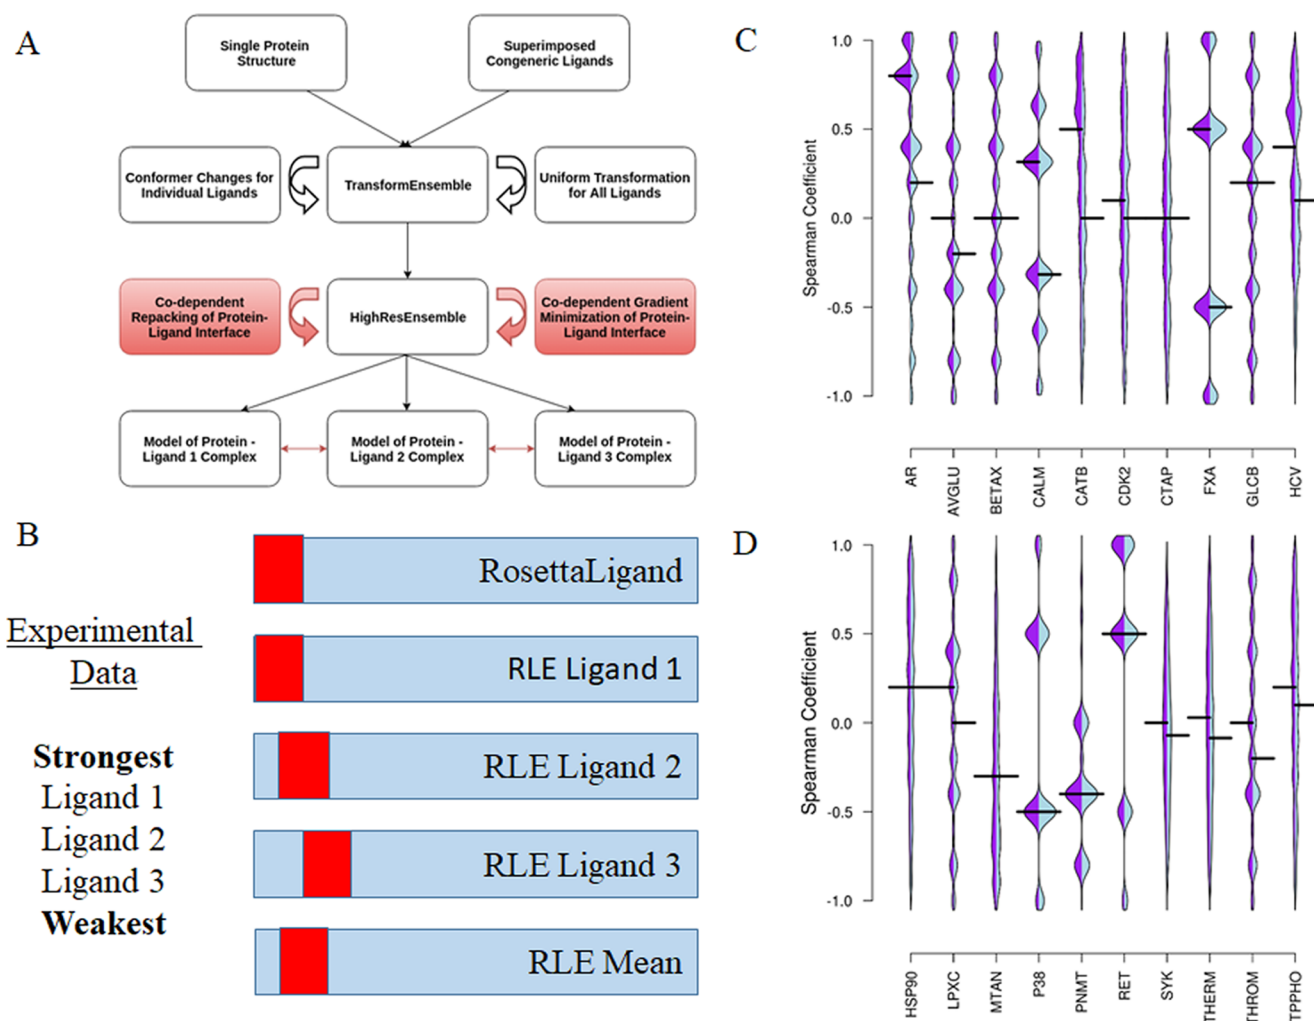 A
Single Protein
Structure
Superimposed
Congeneric Ligands
Conformer Changes for
Individual Ligands
TransformEnsemble
Uniform Transformation
for All Ligands
Co-dependent
Repacking of Protein-
Ligand Interface
HighResEnsemble
Co-dependent Gradient
Minimization of Protein-
Ligand Interface
Model of Protein -
Ligand 1 Complex
Model of Protein -
Ligand 2 Complex
Model of Protein -
Ligand 3 Complex
B
Experimental
Data
Strongest
Ligand 1
Ligand 2
Ligand 3
Weakest
RosettaLigand
RLE Ligand 1
RLE Ligand 2
RLE Ligand 3
RLE Mean
C
Spearman Coefficient
1.0
0.5
0.0
-0.5
-1.0
AR
AVGLU
BETAX
CALM
CATB
CDK2
CTAP
FXA
GLCB
HCV
D
Spearman Coefficient
1.0
0.5
0.0
-0.5
-1.0
HSP90
LPXC
MTAN
P38
PNMT
RET
SYK
THERM
THROM
TPPHO